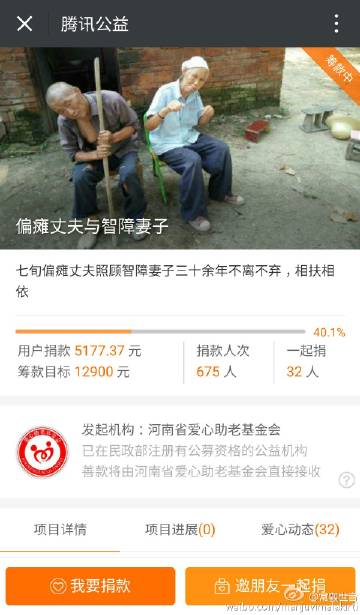 腾讯公益
筹款中
偏瘫丈夫与智障妻子
七旬偏瘫丈夫照顾智障妻子三十余年不离不弃，相扶相
依
40.1%
用户捐款 5177.37 元 捐款人次 一起捐
筹款目标 12900 元 675 人 32 人
发起机构：河南省爱心助老基金会
已在民政部注册有公募资格的公益机构
善款将由河南省爱心助老基金会直接接收
?
项目详情 项目进展(0) 爱心动态(32)
我要捐款 邀朋友一起捐